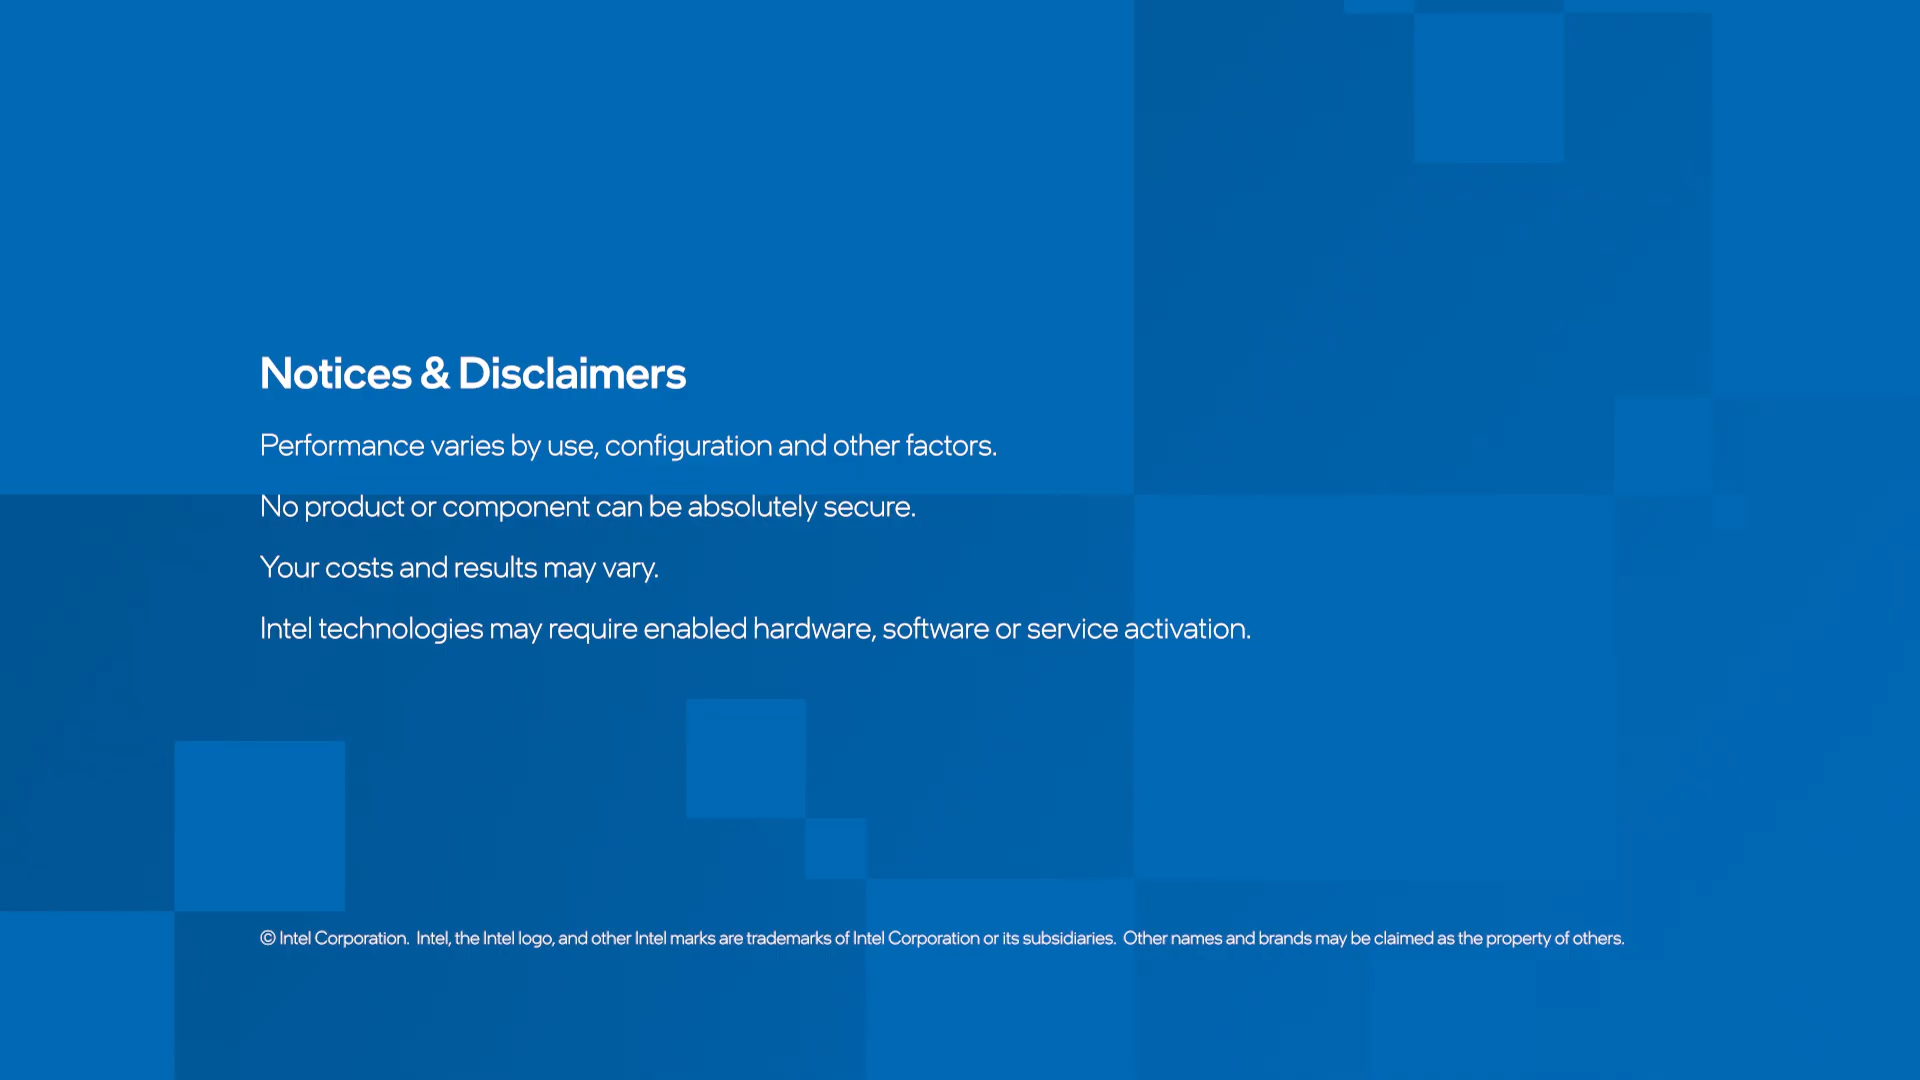 Notices & Disclaimers
Performance varies by use, configuration and other factors.
No product or component can be absolutely secure.
Your costs and results may vary.
Intel technologies may require enabled hardware, software or service activation.
© Intel Corporation.  Intel, the Intel logo, and other Intel marks are trademarks of Intel Corporation or its subsidiaries.  Other names and brands may be claimed as the property of others.